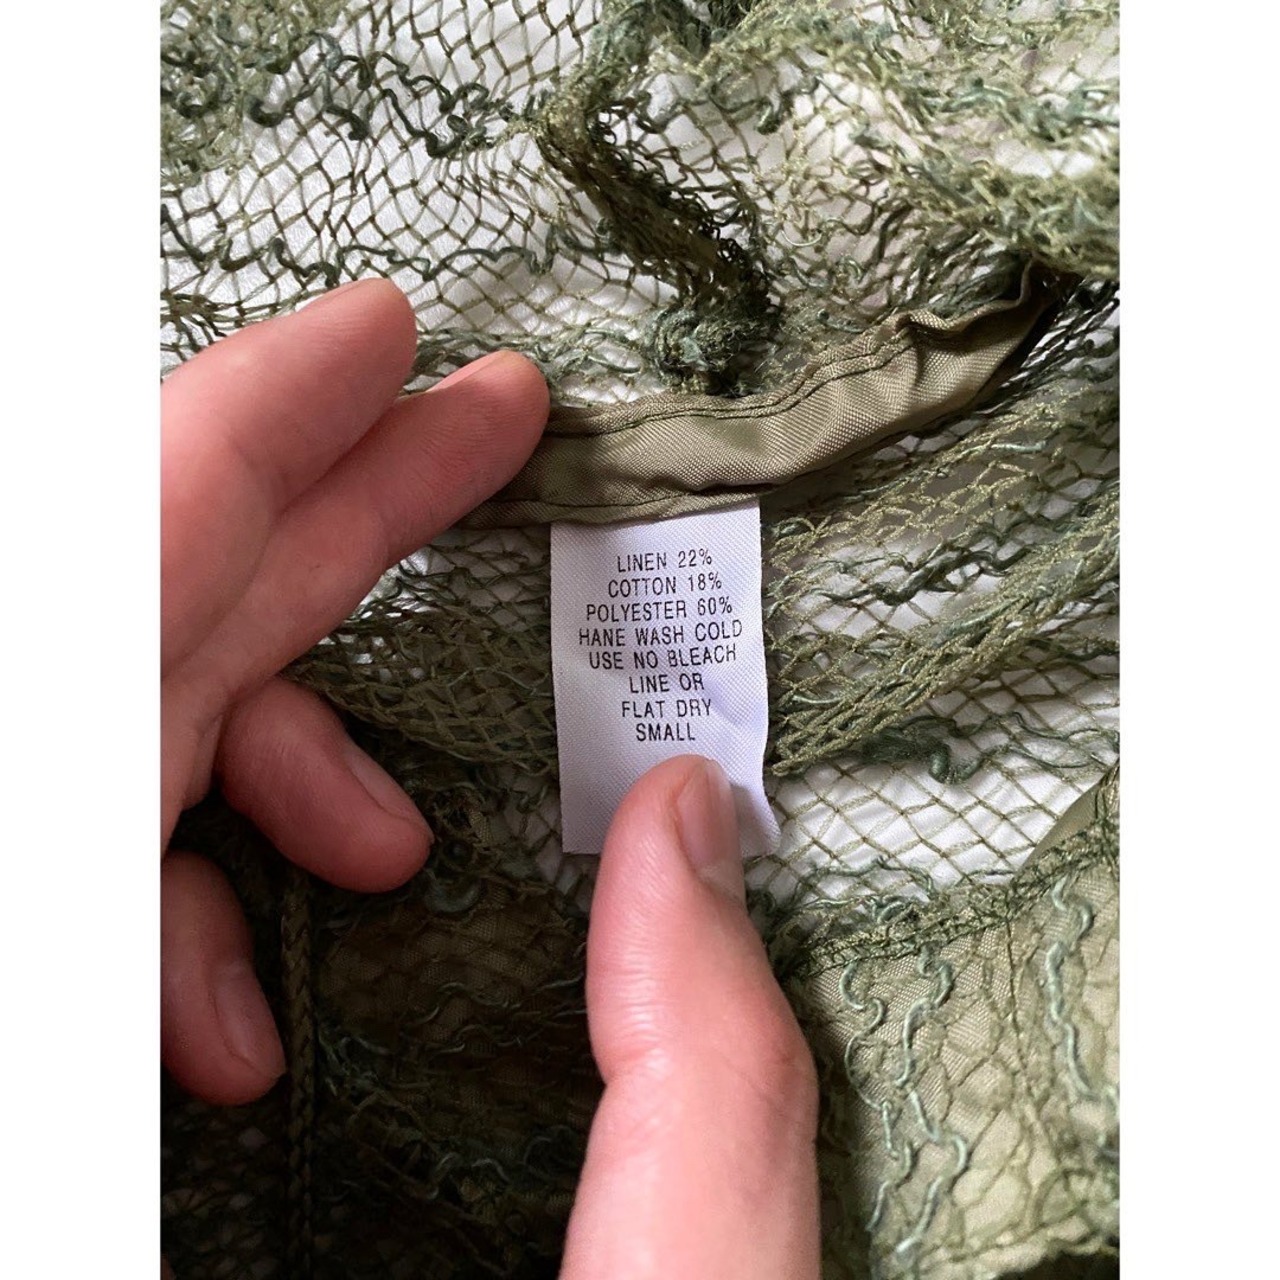 LINEN 22%
COTTON 18%
POLYESTER 60%
HANE WASH COLD
USE NO BLEACH
LINE OR
FLAT DRY
SMALL